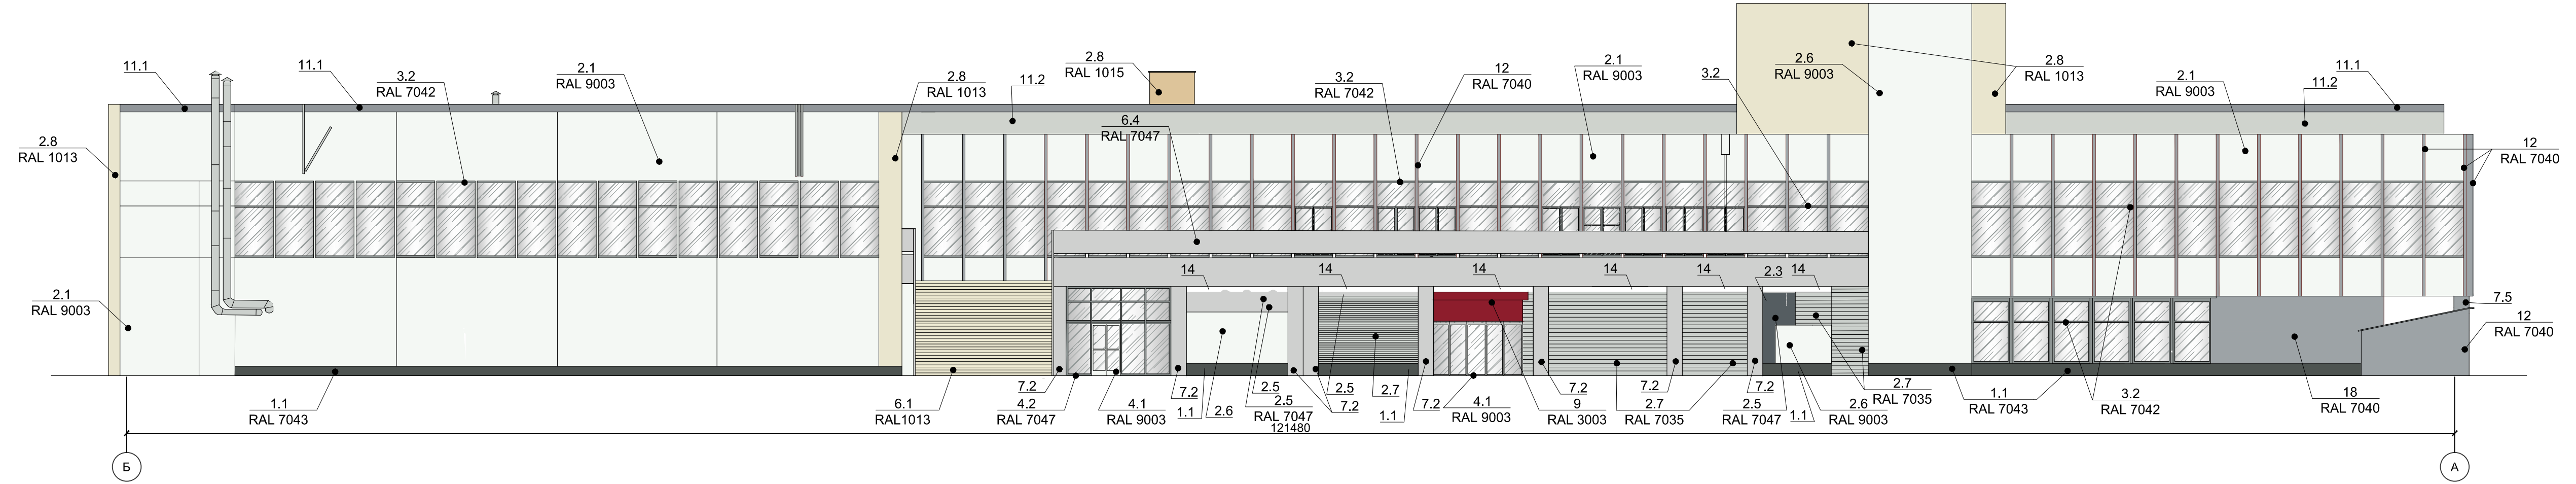 11.1
11.1
3.2
RAL 7042
2.1
RAL 9003
2.8
RAL 1013
11.2
2.8
RAL 1015
3.2
RAL 7042
12
RAL 7040
2.1
RAL 9003
3.2
2.6
RAL 9003
2.8
RAL 1013
2.1
RAL 9003
11.2
11.1
6.4
RAL 7047
2.8
RAL 1013
12
RAL 7040
2.1
RAL 9003
14
14
14
14
14
2.3
14
7.5
12
RAL 7040
1.1
RAL 7043
6.1
RAL1013
7.2
4.2
RAL 7047
4.1
RAL 9003
7.2
1.1
2.6
2.5
2.5
RAL 7047
7.2
2.5
2.7
1.1
7.2
4.1
RAL 9003
7.2
9
RAL 3003
7.2
2.7
RAL 7035
7.2
2.5
RAL 7047
1.1
2.6
RAL 9003
2.7
RAL 7035
1.1
RAL 7043
3.2
RAL 7042
18
RAL 7040
121480
Б
А